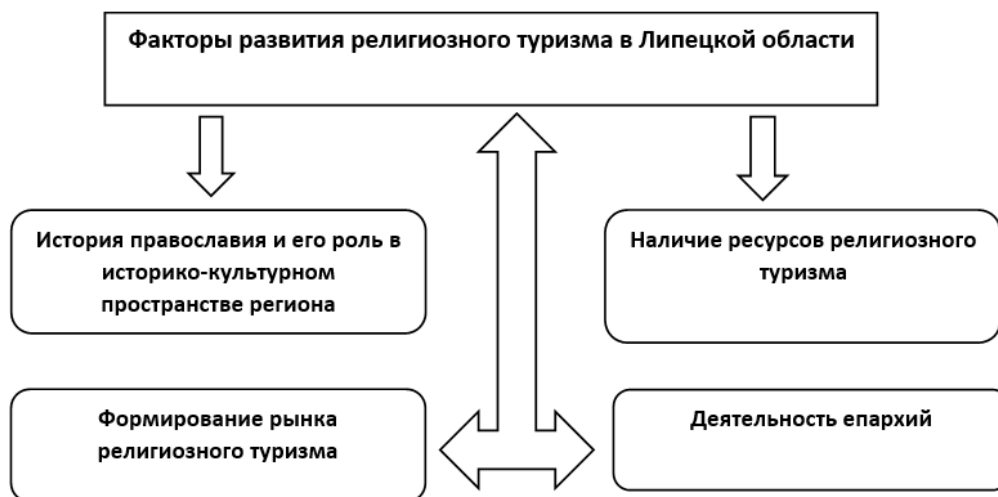 Факторы развития религиозного туризма в Липецкой области
История православия и его роль в
историко-культурном
пространстве региона
Наличие ресурсов религиозного
туризма
Формирование рынка
религиозного туризма
Деятельность епархий